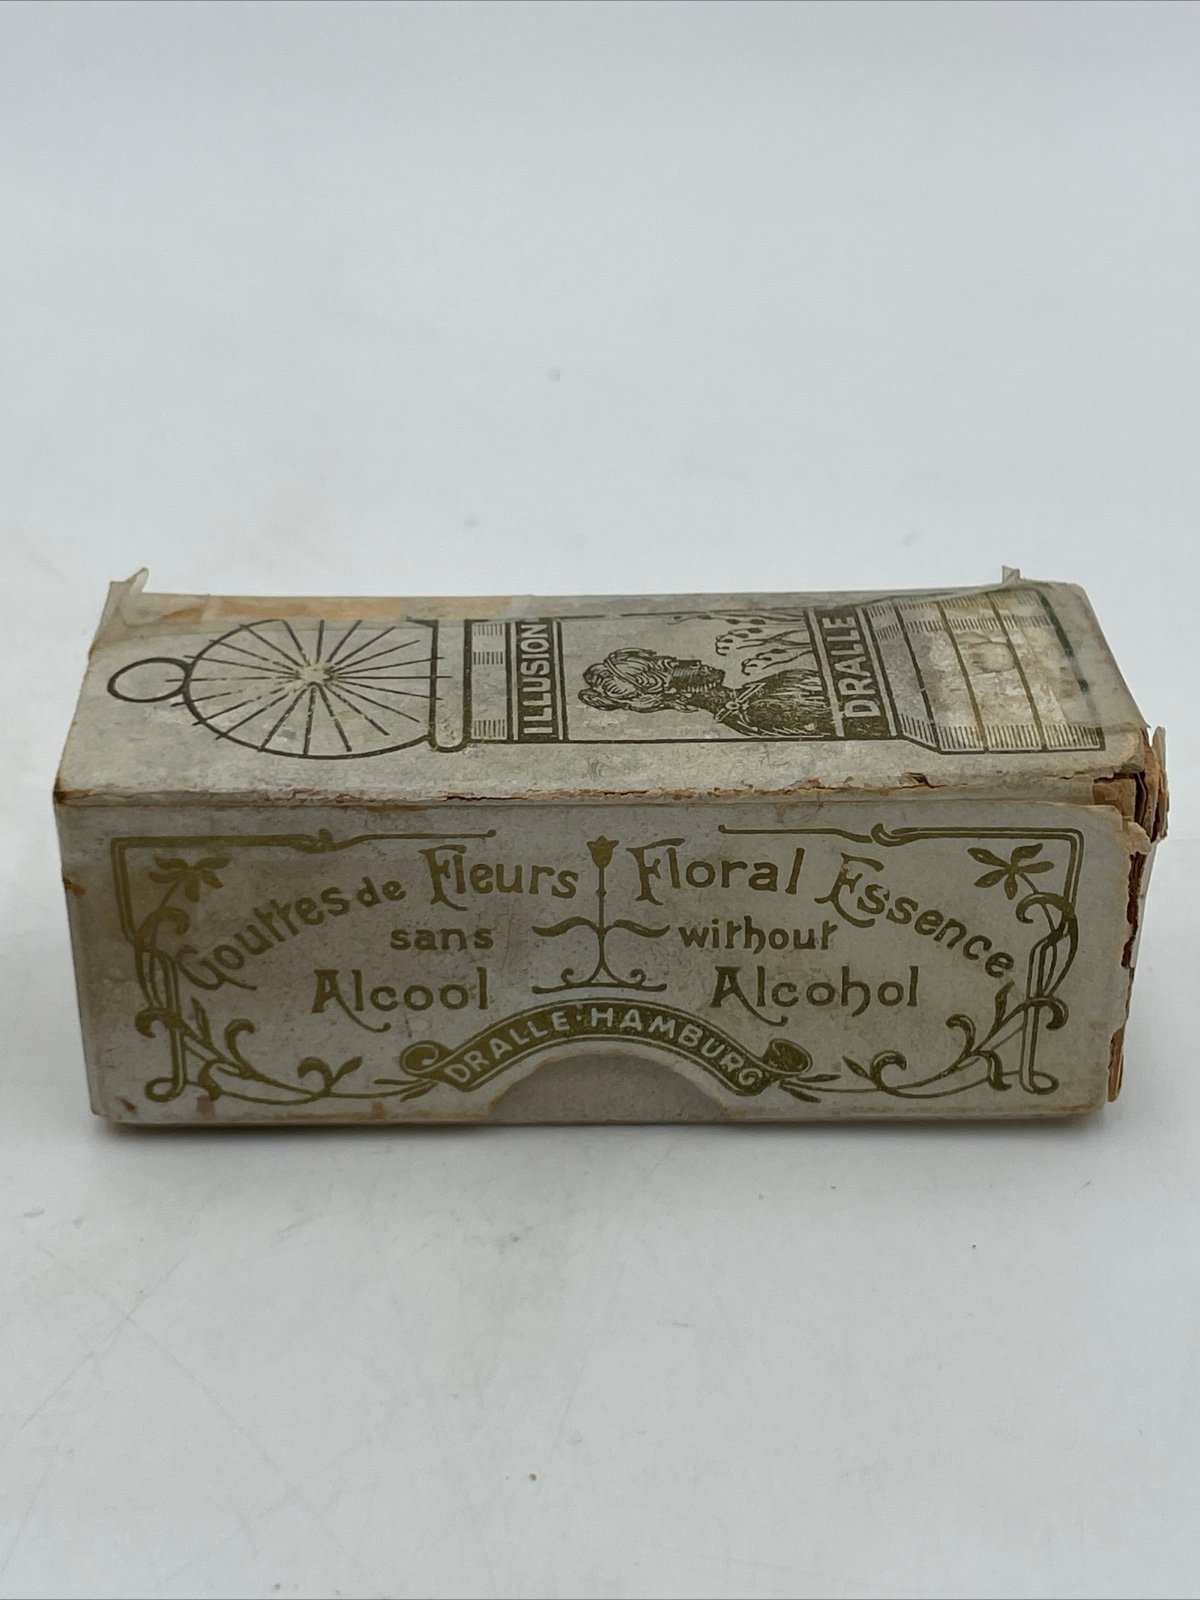 ILLUSION
DRALLE
Gouttes de Fleurs
sans
Alcool
Floral Essence
without
Alcohol
DRALLE·HAMBURG